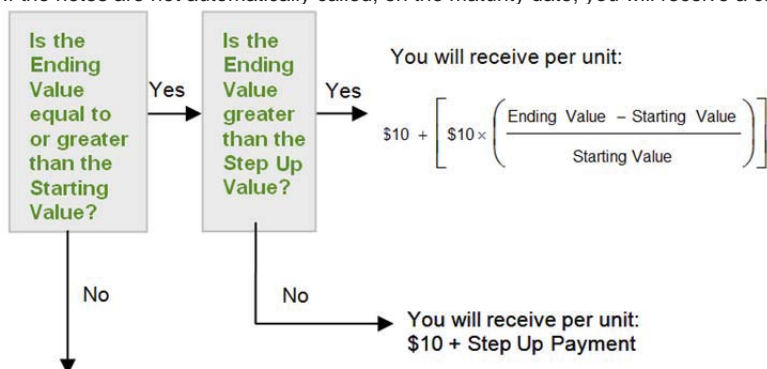 Is the
Ending
Value
equal to
or greater
than the
Starting
Value?
Yes
Is the
Ending
Value
greater
than the
Step Up
Value?
Yes
You will receive per unit:
$10 + [ $10 × ( Ending Value – Starting Value
Starting Value ) ]
No
No
You will receive per unit:
$10 + Step Up Payment